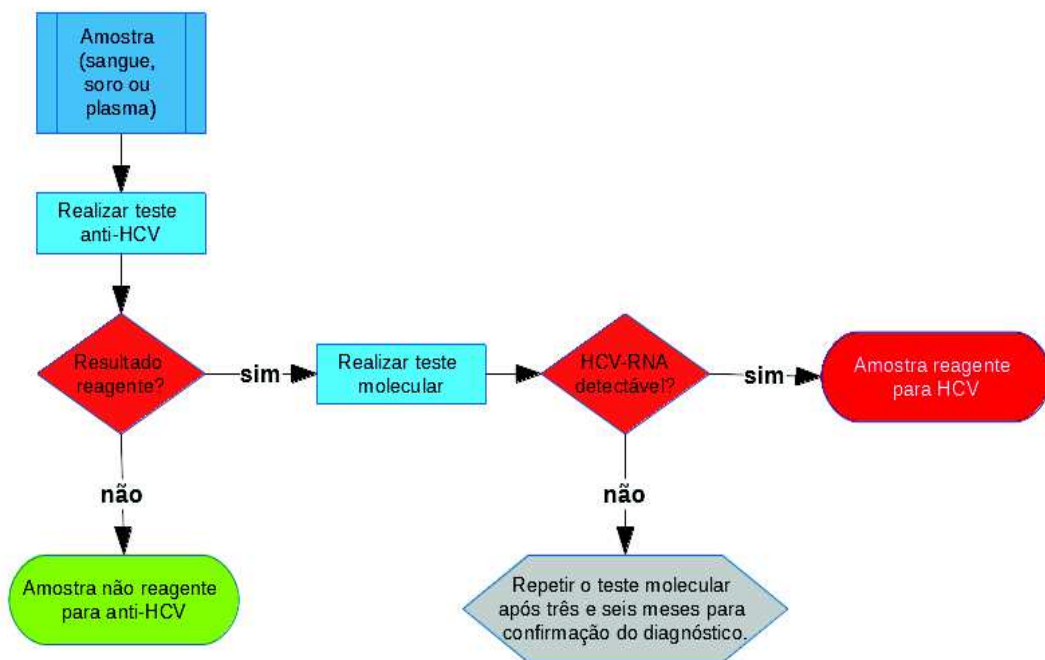 Amostra
(sangue,
soro ou
plasma)
Realizar teste
anti-HCV
Resultado
reagente?
sim
Realizar teste
molecular
HCV-RNA
detectável?
sim
Amostra reagente
para HCV
não
não
Amostra não reagente
para anti-HCV
Repetir o teste molecular
após três e seis meses para
confirmação do diagnóstico.